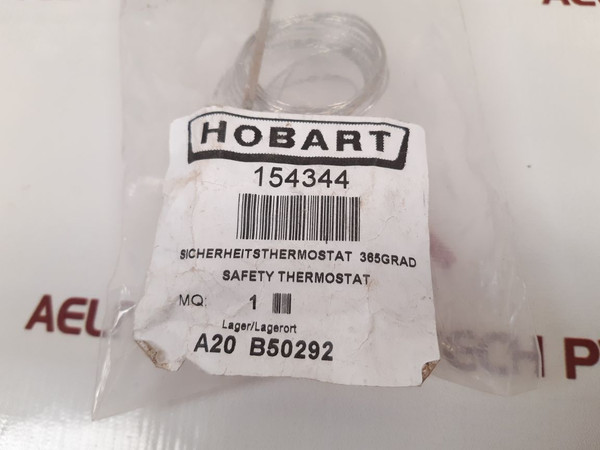 HOBART
154344
SICHERHEITSTHERMOSTAT 365GRAD
SAFETY THERMOSTAT
MQ: 1
Lager/Lagerort
A20 B50292